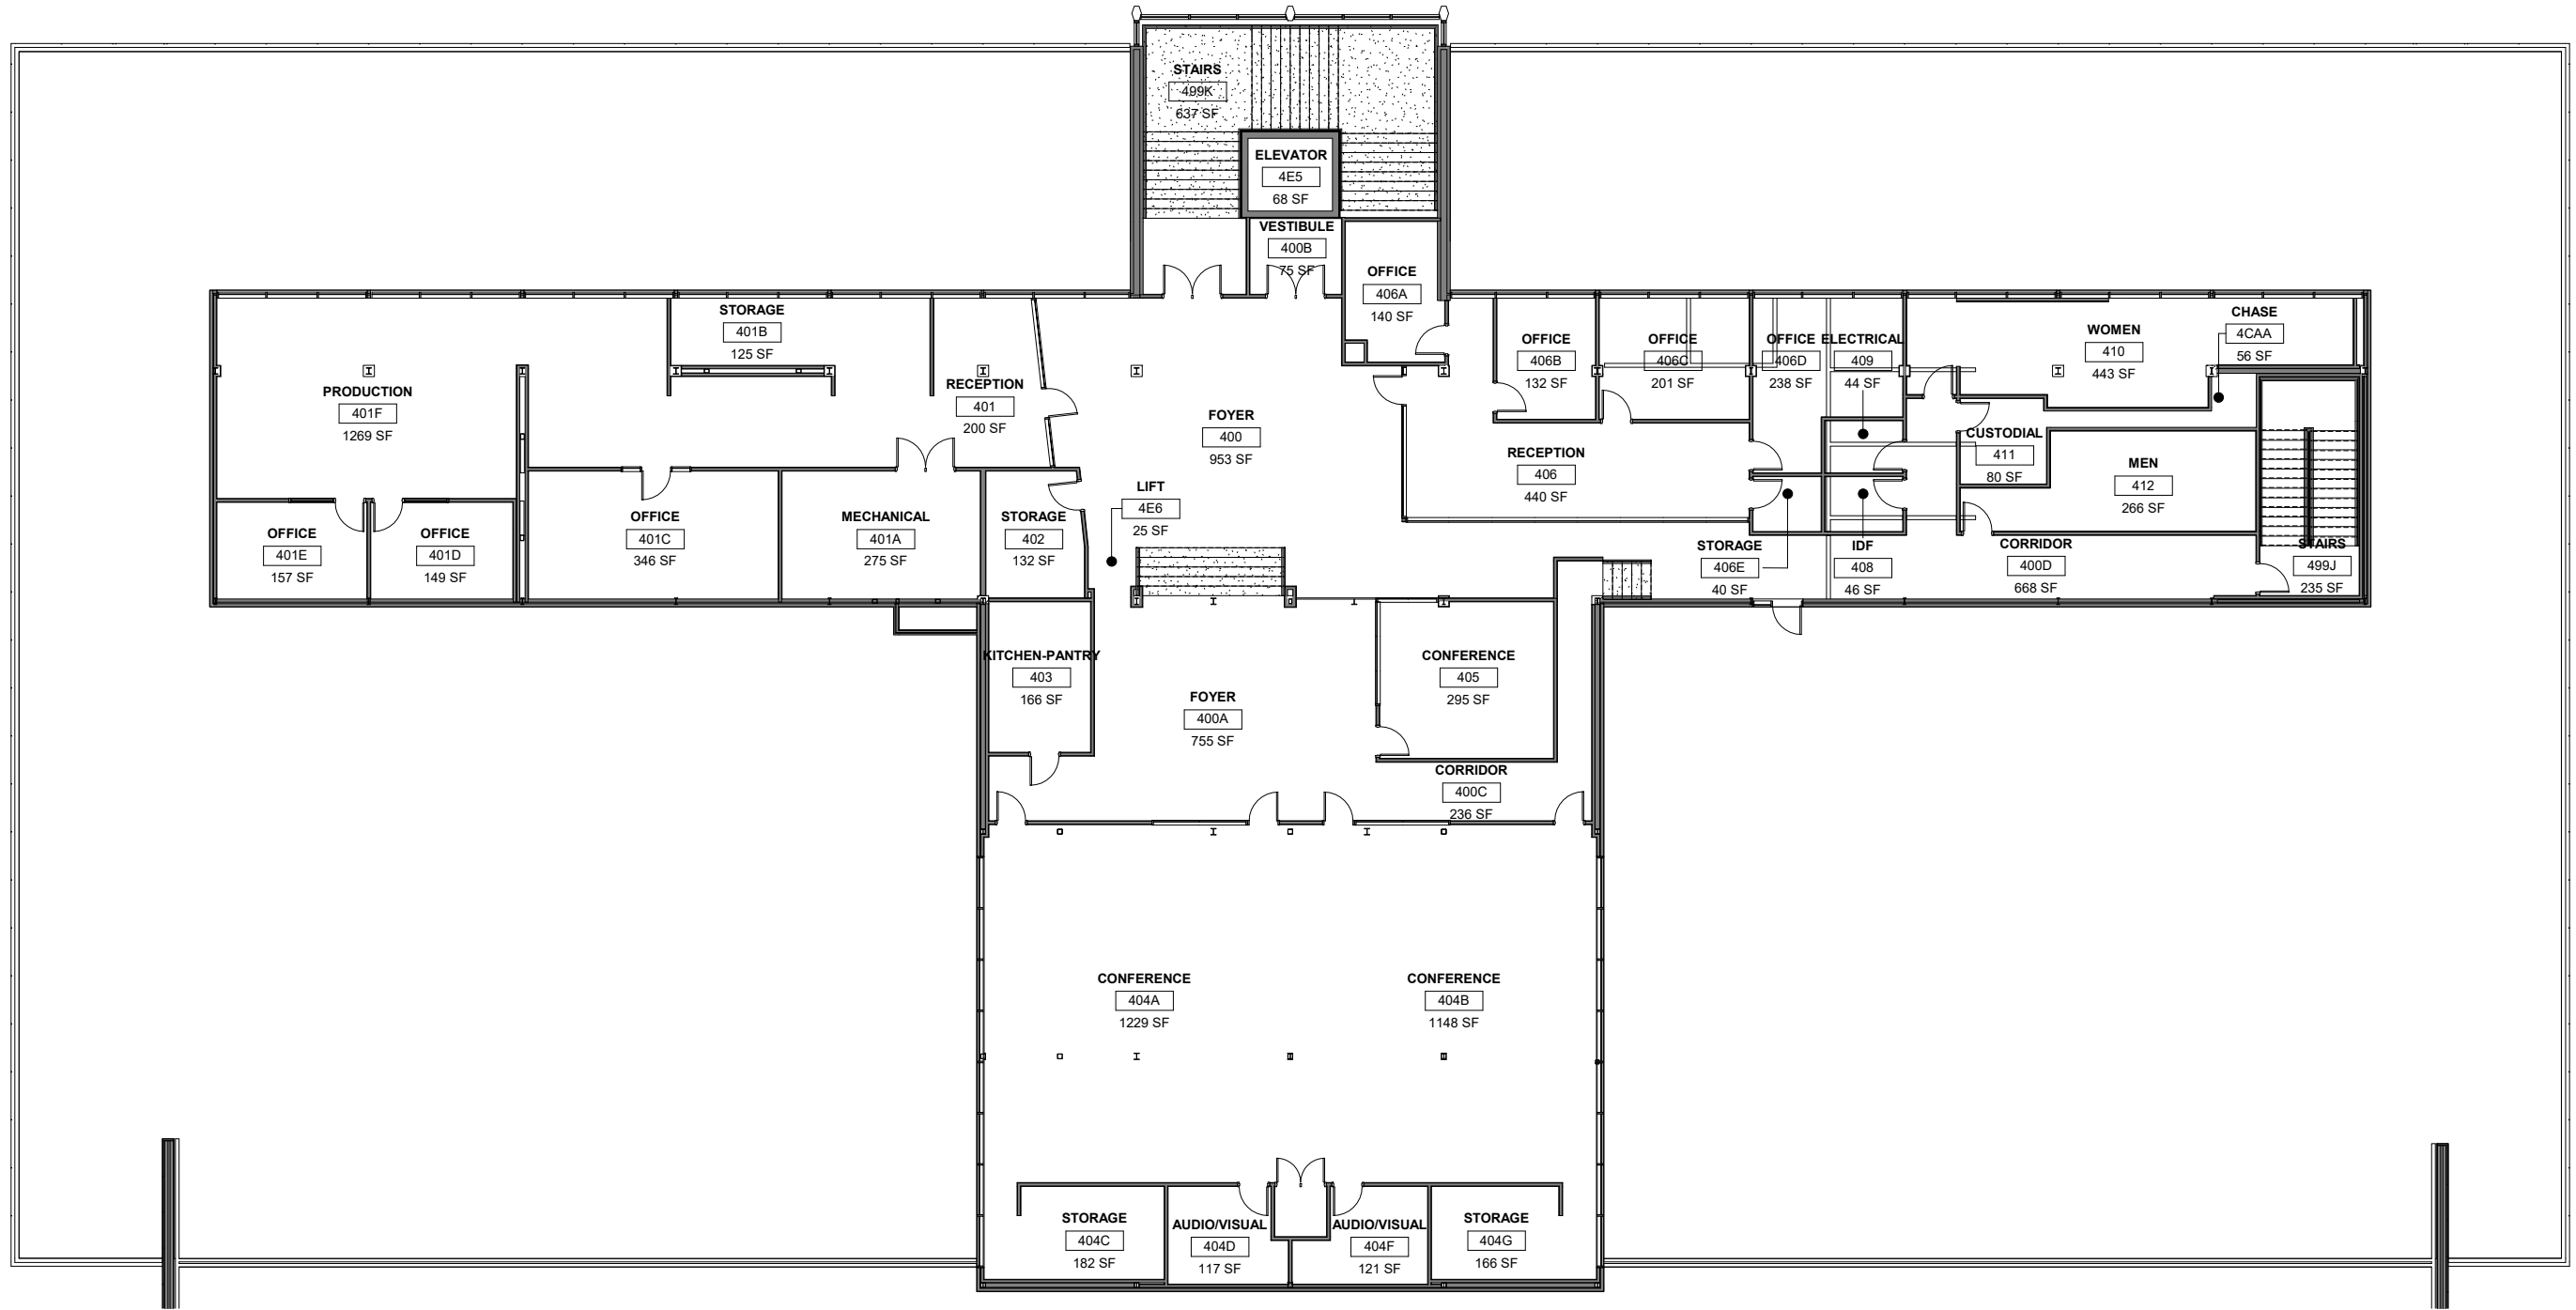 STAIRS
499K
637 SF
ELEVATOR
4E5
68 SF
VESTIBULE
400B
75 SF
OFFICE
406A
140 SF
STORAGE
401B
125 SF
PRODUCTION
401F
1269 SF
RECEPTION
401
200 SF
FOYER
400
953 SF
OFFICE
406B
132 SF
OFFICE
406C
201 SF
OFFICE
406D
238 SF
ELECTRICAL
409
44 SF
WOMEN
410
443 SF
CHASE
4CAA
56 SF
RECEPTION
406
440 SF
CUSTODIAL
411
80 SF
MEN
412
266 SF
OFFICE
401E
157 SF
OFFICE
401D
149 SF
OFFICE
401C
346 SF
MECHANICAL
401A
275 SF
STORAGE
402
132 SF
LIFT
4E6
25 SF
STORAGE
406E
40 SF
IDF
408
46 SF
CORRIDOR
400D
668 SF
STAIRS
499J
235 SF
KITCHEN-PANTRY
403
166 SF
FOYER
400A
755 SF
CONFERENCE
405
295 SF
CORRIDOR
400C
236 SF
CONFERENCE
404A
1229 SF
CONFERENCE
404B
1148 SF
STORAGE
404C
182 SF
AUDIO/VISUAL
404D
117 SF
AUDIO/VISUAL
404F
121 SF
STORAGE
404G
166 SF